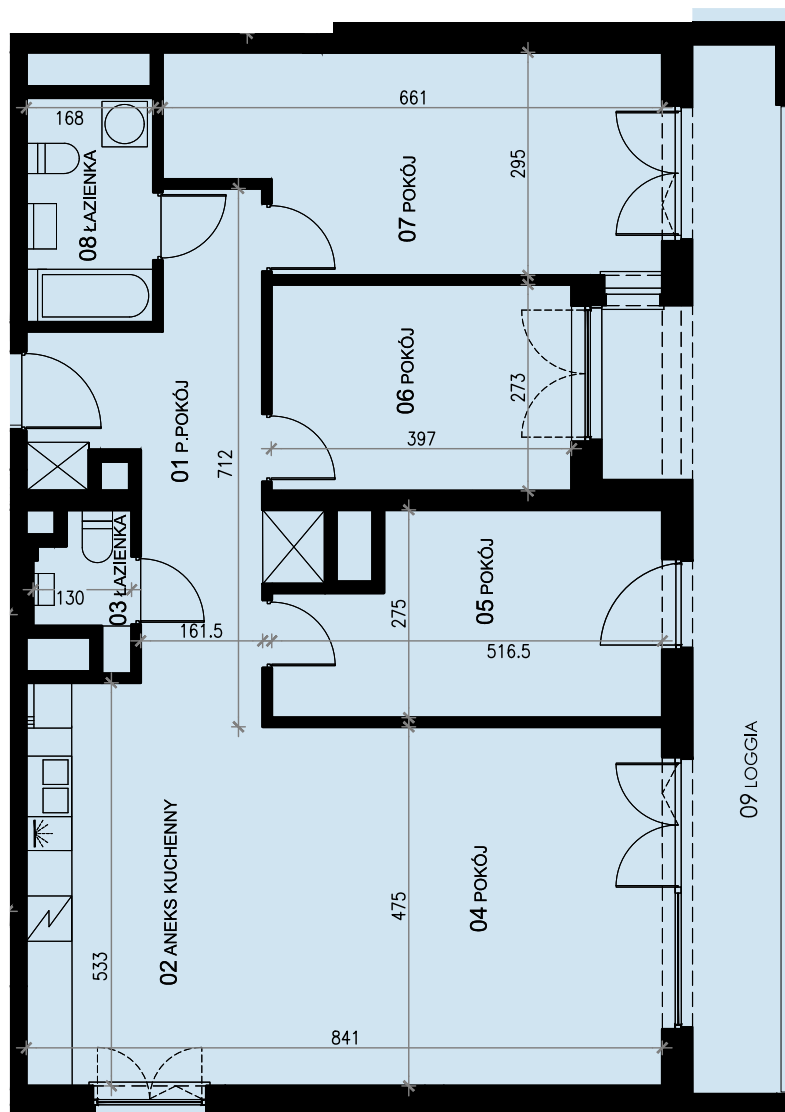 661
168
295
08 ŁAZIENKA
07 POKÓJ
06 POKÓJ
273
397
01 P.POKÓJ
712
03 ŁAZIENKA
130
161.5
275
05 POKÓJ
516.5
09 LOGGIA
02 ANEKS KUCHENNY
04 POKÓJ
475
533
841